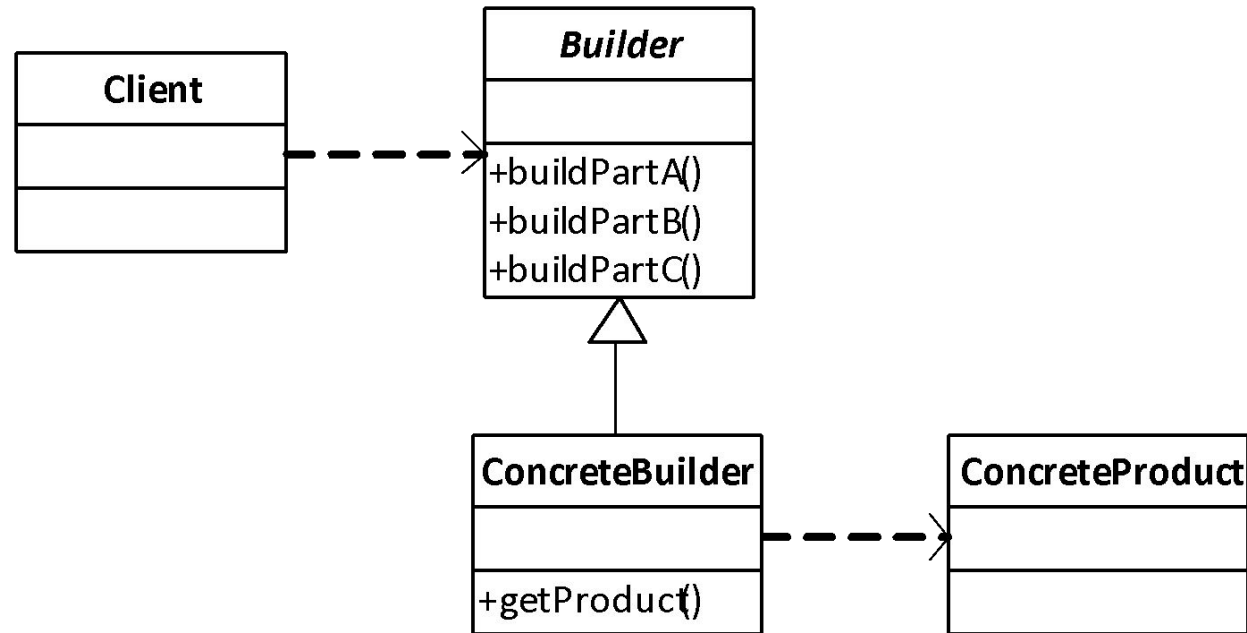 Client
Builder
+buildPartA()
+buildPartB()
+buildPartC()
ConcreteBuilder
+getProduct()
ConcreteProduct